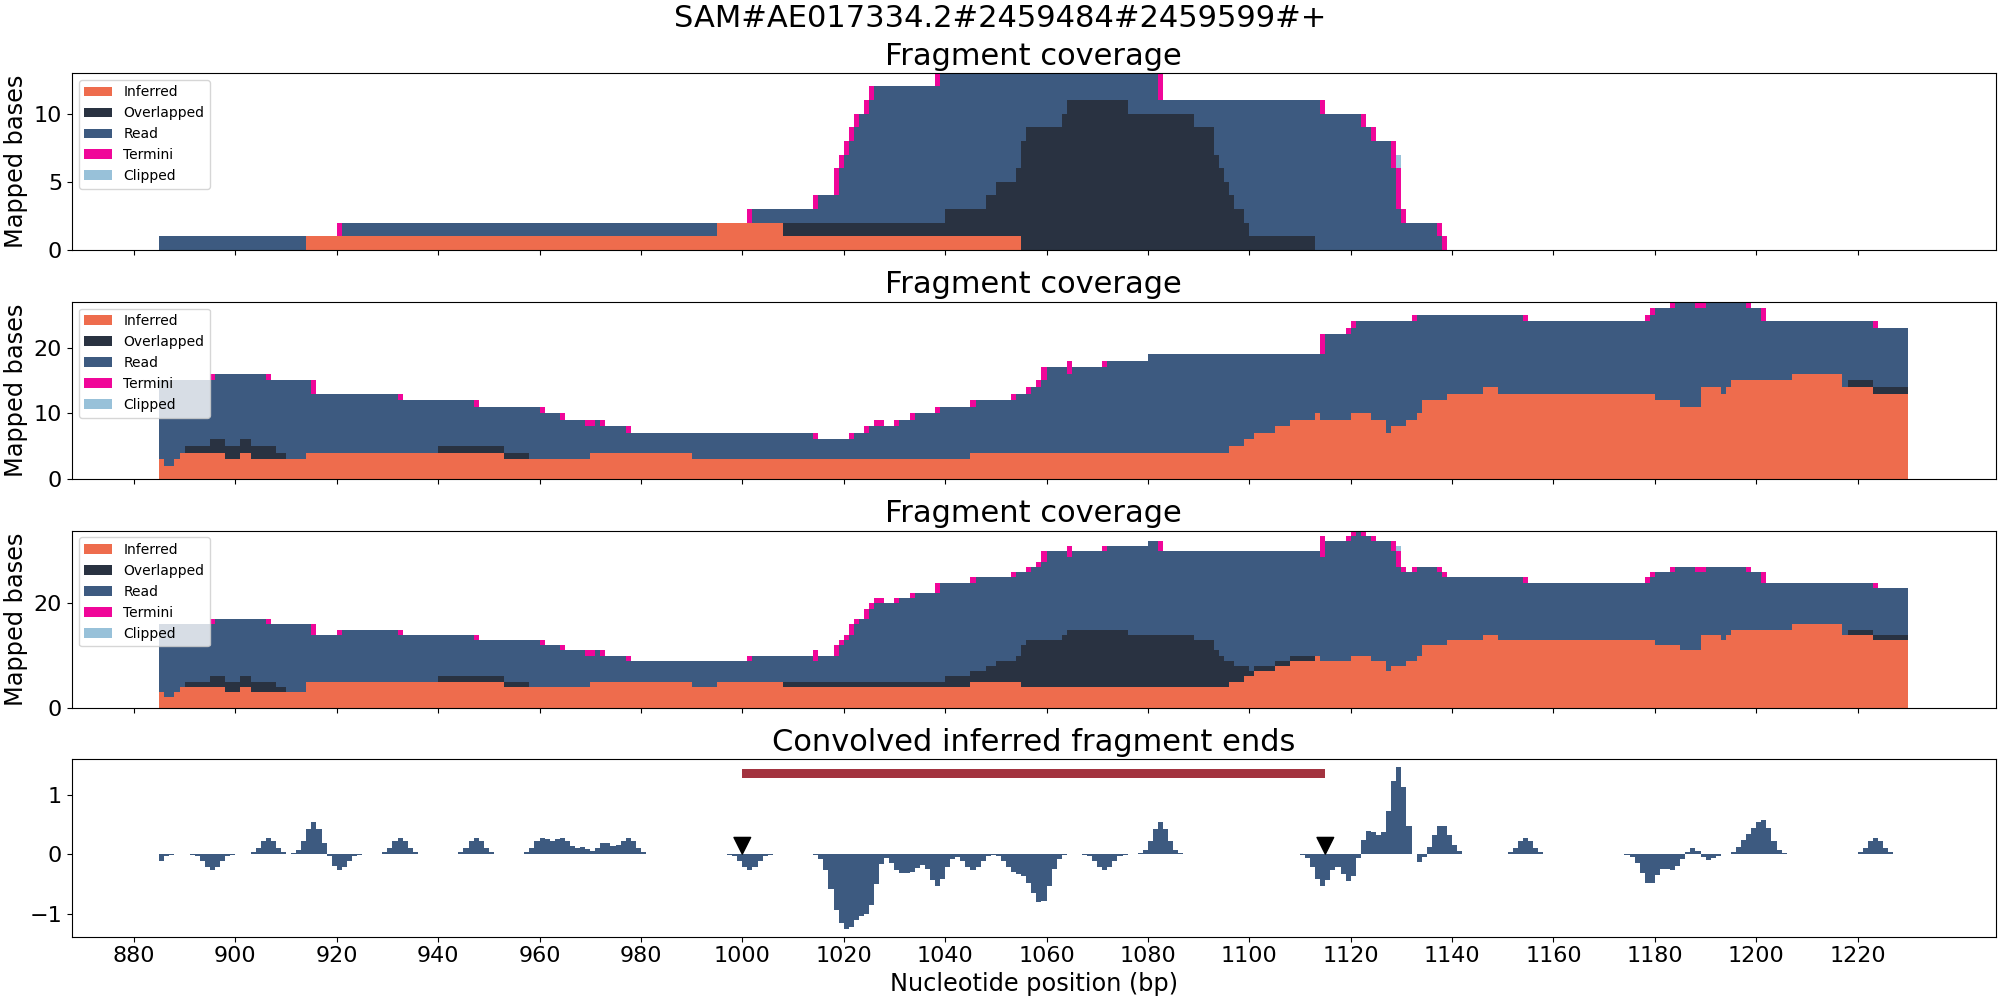 SAM#AE017334.2#2459484#2459599#+
Fragment coverage
Mapped bases
10
5
0
Inferred
Overlapped
Read
Termini
Clipped
Fragment coverage
Mapped bases
20
10
0
Inferred
Overlapped
Read
Termini
Clipped
Fragment coverage
Mapped bases
20
0
Inferred
Overlapped
Read
Termini
Clipped
Convolved inferred fragment ends
1
0
−1
880 900 920 940 960 980 1000 1020 1040 1060 1080 1100 1120 1140 1160 1180 1200 1220
Nucleotide position (bp)